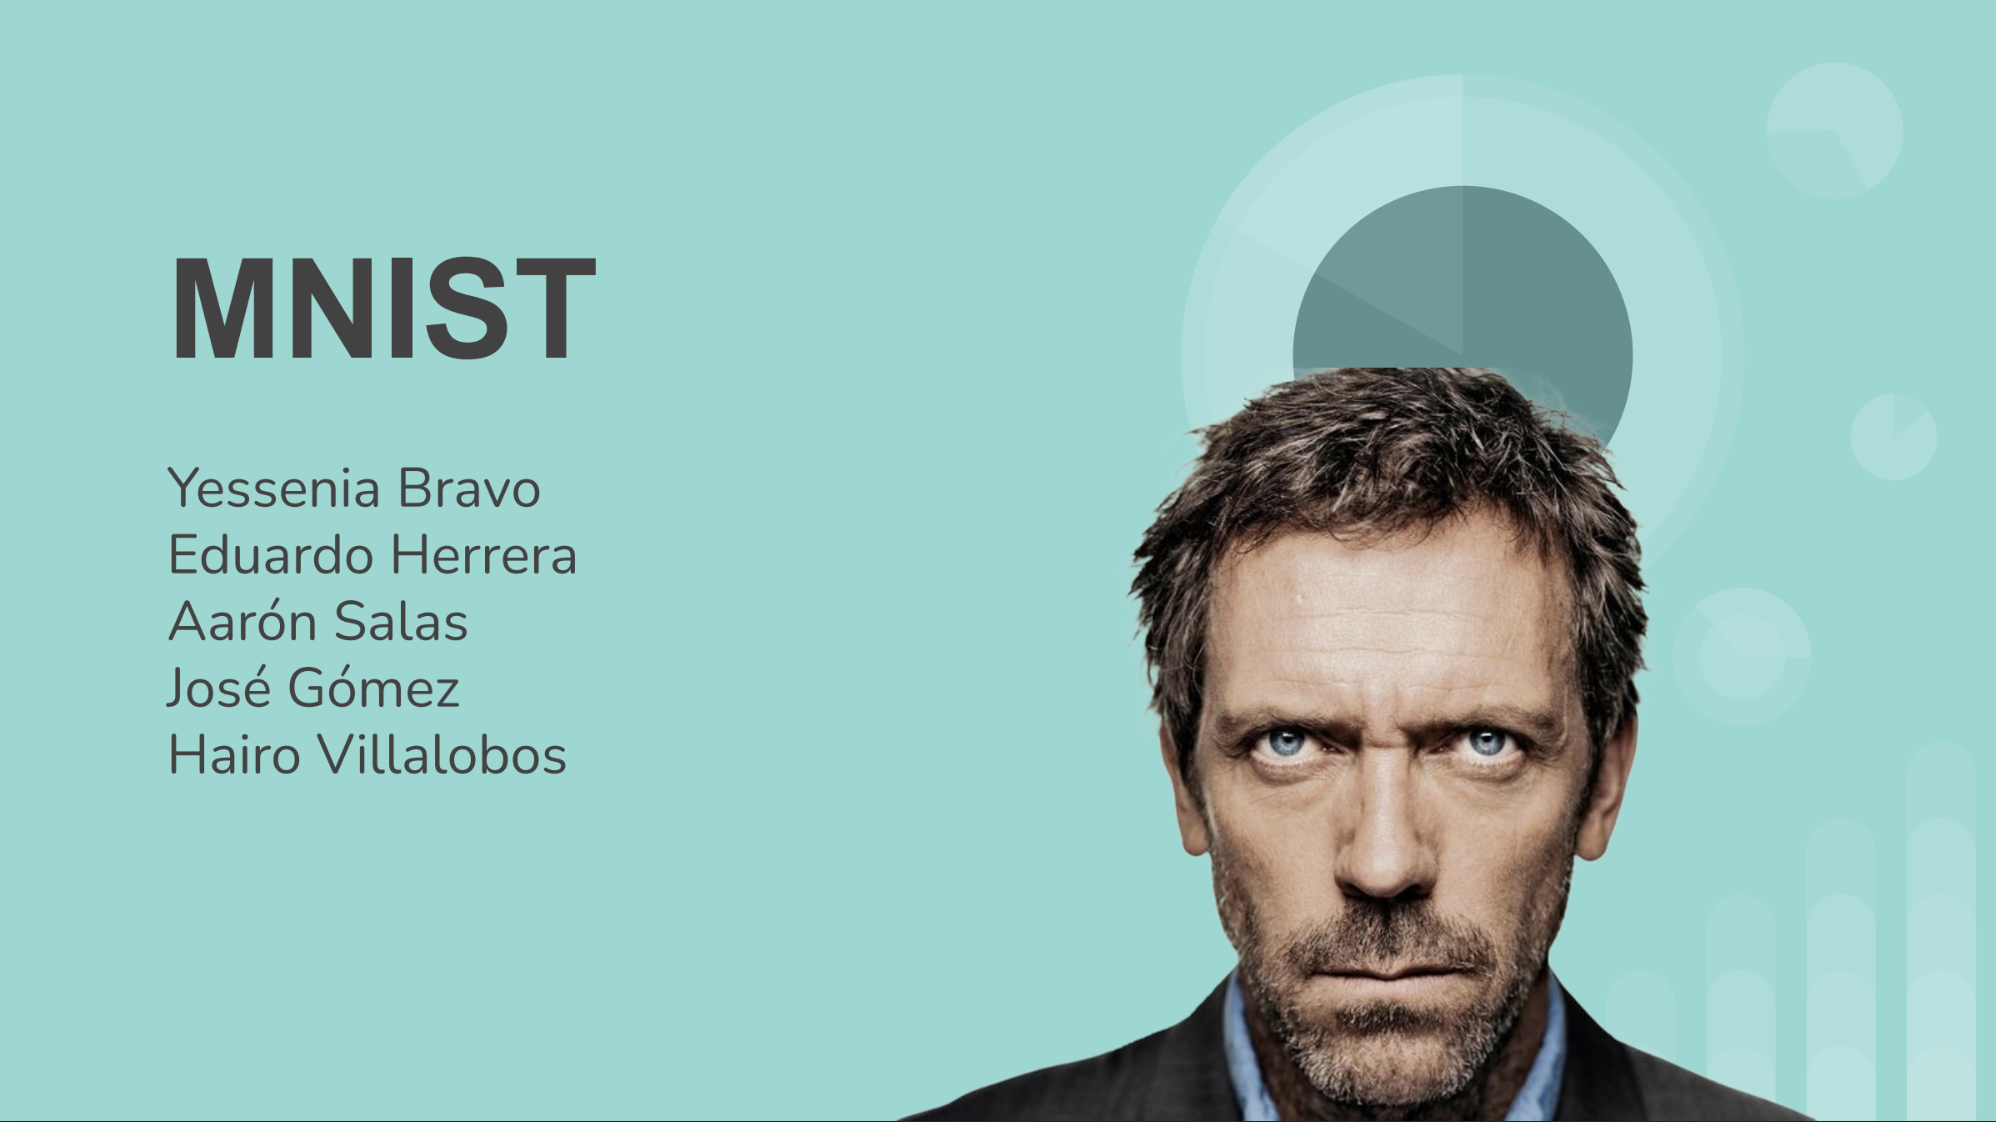 MNIST
Yessenia Bravo
Eduardo Herrera
Aarón Salas
José Gómez
Hairo Villalobos